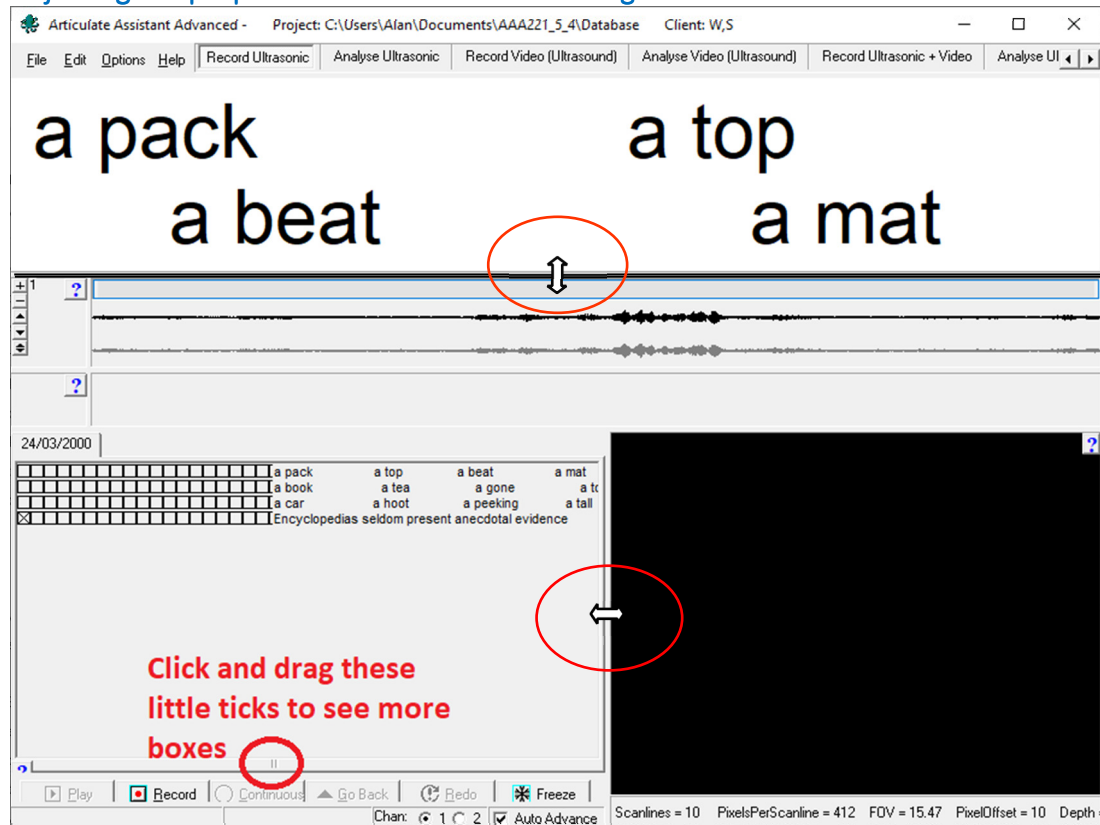 Articulate Assistant Advanced - Project: C:\Users\Alan\Documents\AAA221_5_4\Database Client: W,S
File Edit Options Help Record Ultrasonic Analyse Ultrasonic Record Video (Ultrasound) Analyse Video (Ultrasound) Record Ultrasonic + Video Analyse Ul
a pack a top
a beat a mat
1 ?
?
24/03/2000 ?
a pack a top a beat a mat
a book a tea a gone a to
a car a hoot a peeking a tall
Encyclopedias seldom present anecdotal evidence
Click and drag these
little ticks to see more
boxes
?
Play Record Continuous Go Back Redo Freeze
Chan: 1 2 Auto Advance
Scanlines = 10 PixelsPerScanline = 412 FOV = 15.47 PixelOffset = 10 Depth